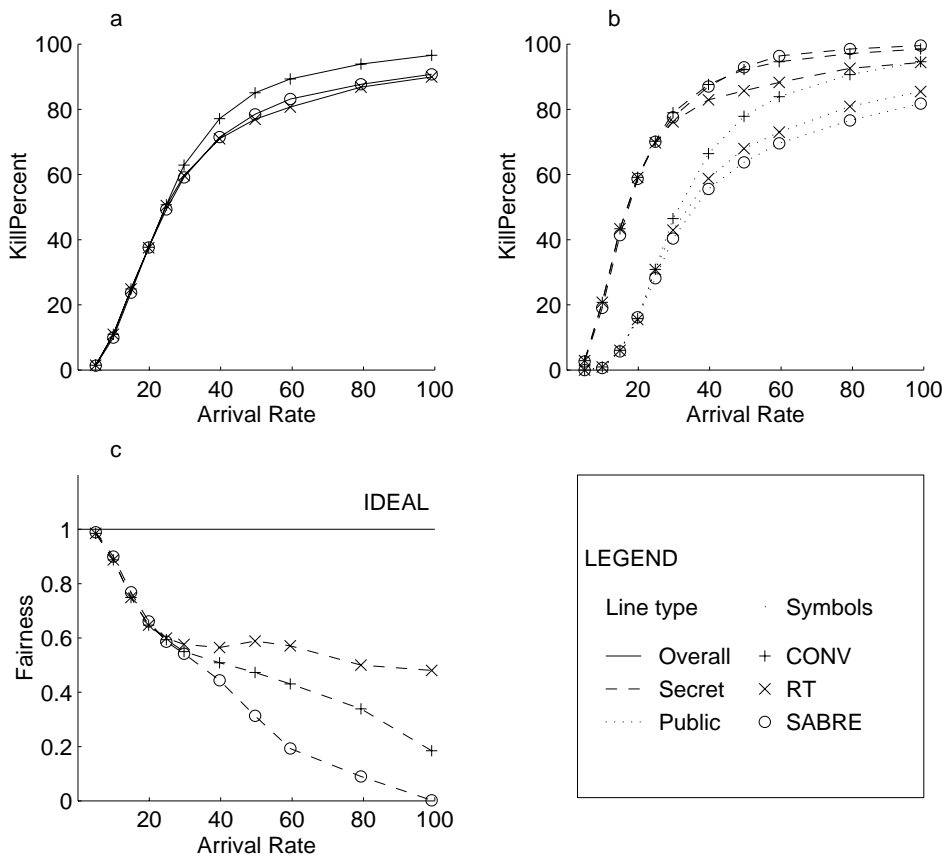 a
100
80
60
40
20
0
KillPercent
20 40 60 80 100
Arrival Rate
b
100
80
60
40
20
0
KillPercent
20 40 60 80 100
Arrival Rate
c
IDEAL
1
0.8
0.6
0.4
0.2
0
Fairness
20 40 60 80 100
Arrival Rate
LEGEND
Line type Symbols
Overall CONV
Secret RT
Public SABRE